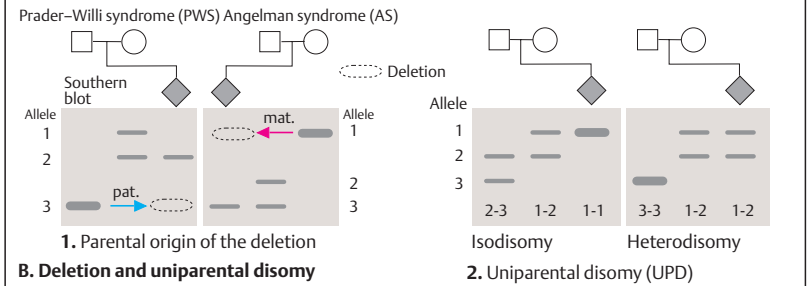 Prader–Willi syndrome (PWS) Angelman syndrome (AS)
Southern
blot
Deletion
Allele
1
2
3
pat.
mat.
Allele
1
2
3
1. Parental origin of the deletion
Allele
1
2
3
2-3 1-2 1-1
3-3 1-2 1-2
Isodisomy Heterodisomy
B. Deletion and uniparental disomy
2. Uniparental disomy (UPD)